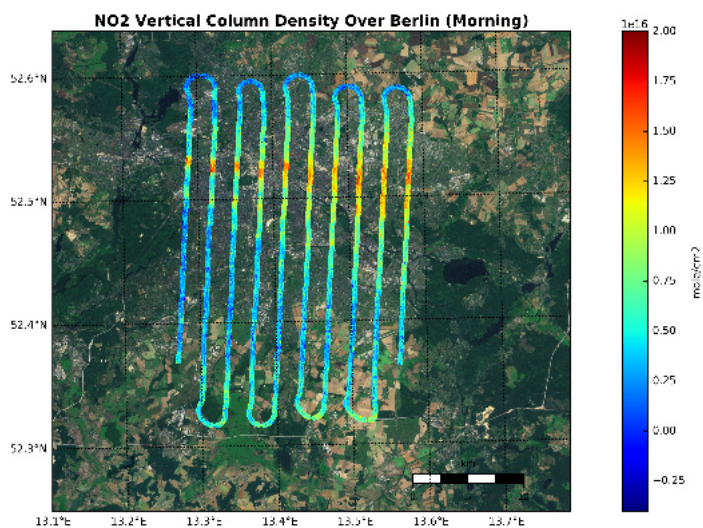 NO2 Vertical Column Density Over Berlin (Morning)
1e16
2.00
1.75
1.50
1.25
1.00
0.75
0.50
0.25
0.00
−0.25
mole/cm2
52.6°N
52.5°N
52.4°N
52.3°N
km
13.1°E
13.2°E
13.3°E
13.4°E
13.5°E
13.6°E
13.7°E